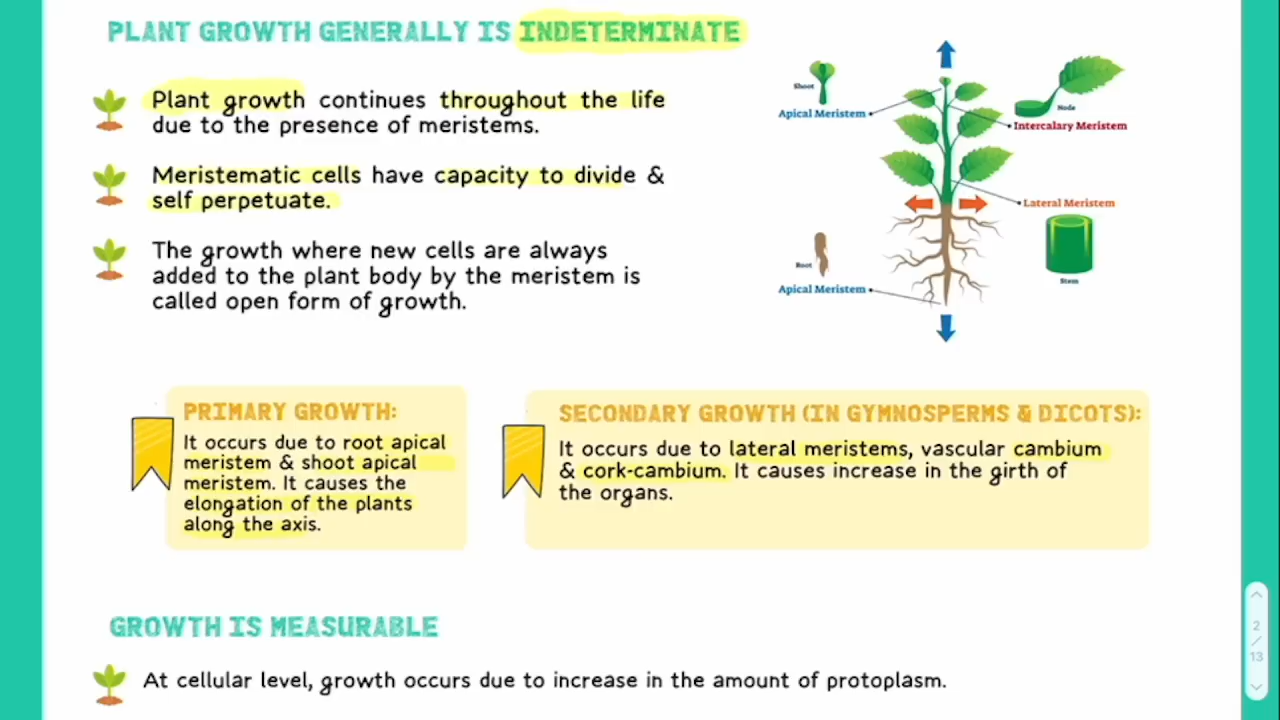 PLANT GROWTH GENERALLY IS INDETERMINATE
Plant growth continues throughout the life
due to the presence of meristems.
Meristematic cells have capacity to divide &
self perpetuate.
The growth where new cells are always
added to the plant body by the meristem is
called open form of growth.
Shoot
Apical Meristem
Node
Intercalary Meristem
Lateral Meristem
Root
Apical Meristem
Stem
PRIMARY GROWTH:
It occurs due to root apical
meristem & shoot apical
meristem. It causes the
elongation of the plants
along the axis.
SECONDARY GROWTH (IN GYMNOSPERMS & DICOTS):
It occurs due to lateral meristems, vascular cambium
& cork-cambium. It causes increase in the girth of
the organs.
GROWTH IS MEASURABLE
At cellular level, growth occurs due to increase in the amount of protoplasm.
2
/
13